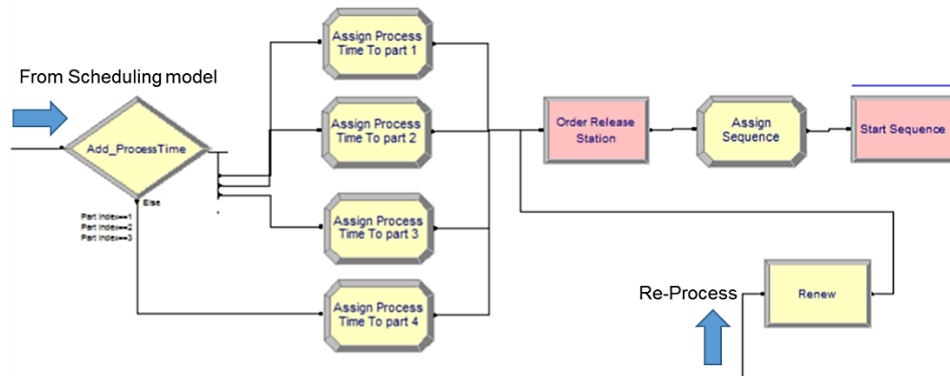 From Scheduling model
Add_ProcessTime
Else
Part Index==1
Part Index==2
Part Index==3
Assign Process
Time To part 1
Assign Process
Time To part 2
Assign Process
Time To part 3
Assign Process
Time To part 4
Order Release
Station
Assign
Sequence
Start Sequence
Re-Process
Renew